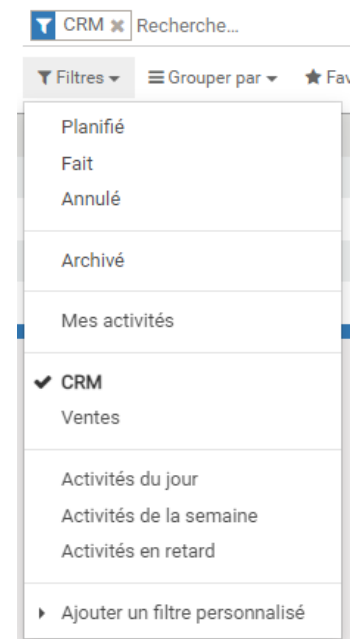 CRM Recherche...
Filtres Grouper par Fav
Planifié
Fait
Annulé
Archivé
Mes activités
CRM
Ventes
Activités du jour
Activités de la semaine
Activités en retard
Ajouter un filtre personnalisé